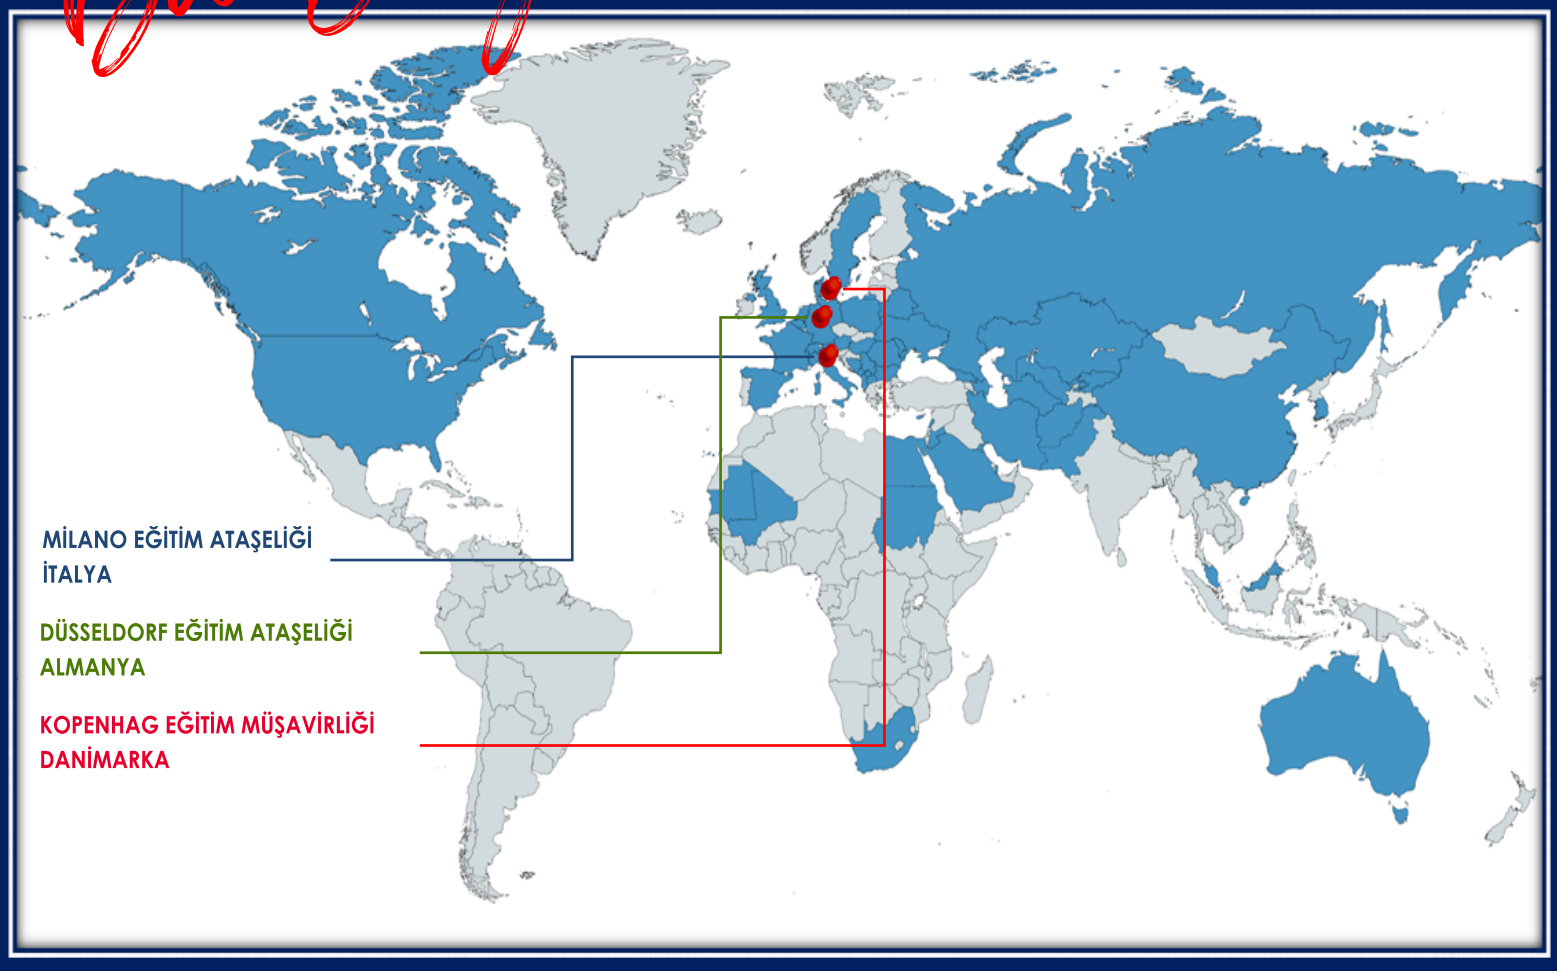 MİLANO EĞİTİM ATAŞELİĞİ
İTALYA
DÜSSELDORF EĞİTİM ATAŞELİĞİ
ALMANYA
KOPENHAG EĞİTİM MÜŞAVİRLİĞİ
DANİMARKA